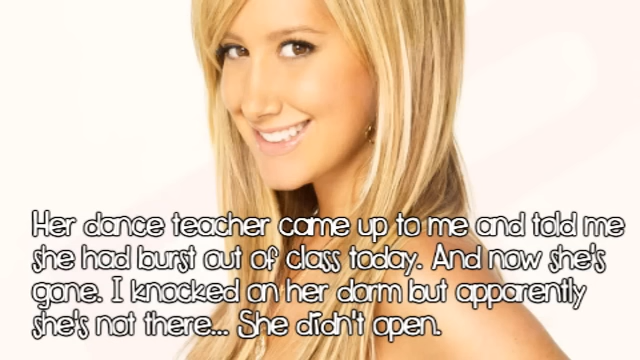 Her dance teacher came up to me and told me
she had burst out of class today. And now she's
gone. I knocked on her dorm but apparently
she's not there... She didn't open.